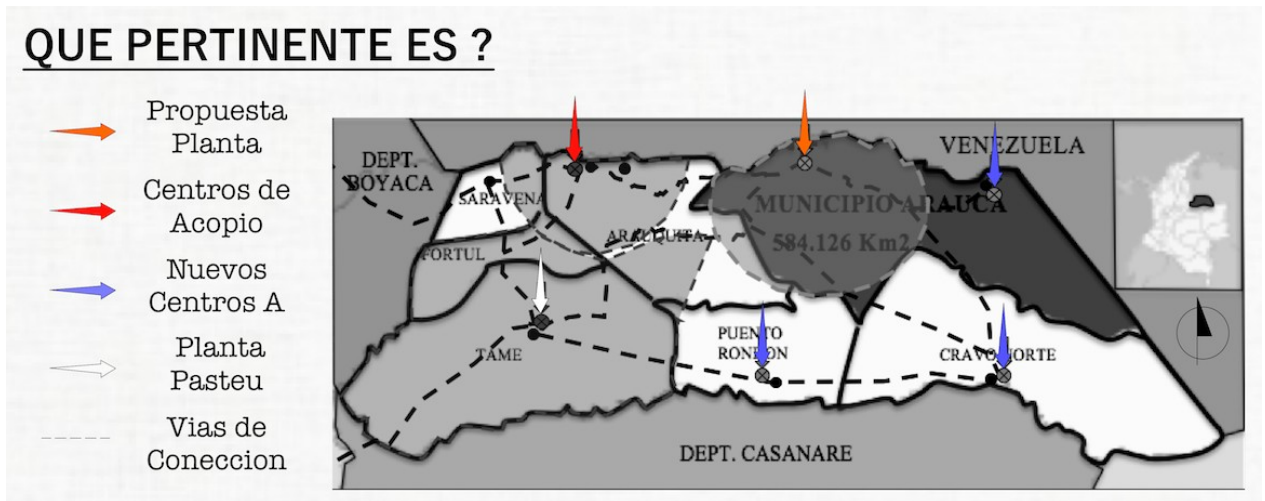 QUE PERTINENTE ES ?
Propuesta
Planta
Centros de
Acopio
Nuevos
Centros A
Planta
Pasteu
Vias de
Coneccion
VENEZUELA
DEPT.
BOYACA
SARAVENA
MUNICIPIO ARAUCA
ARAUQUITA
584.126 Km2
FORTUL
PUENTO
RONDON
TAME
CRAVO NORTE
DEPT. CASANARE